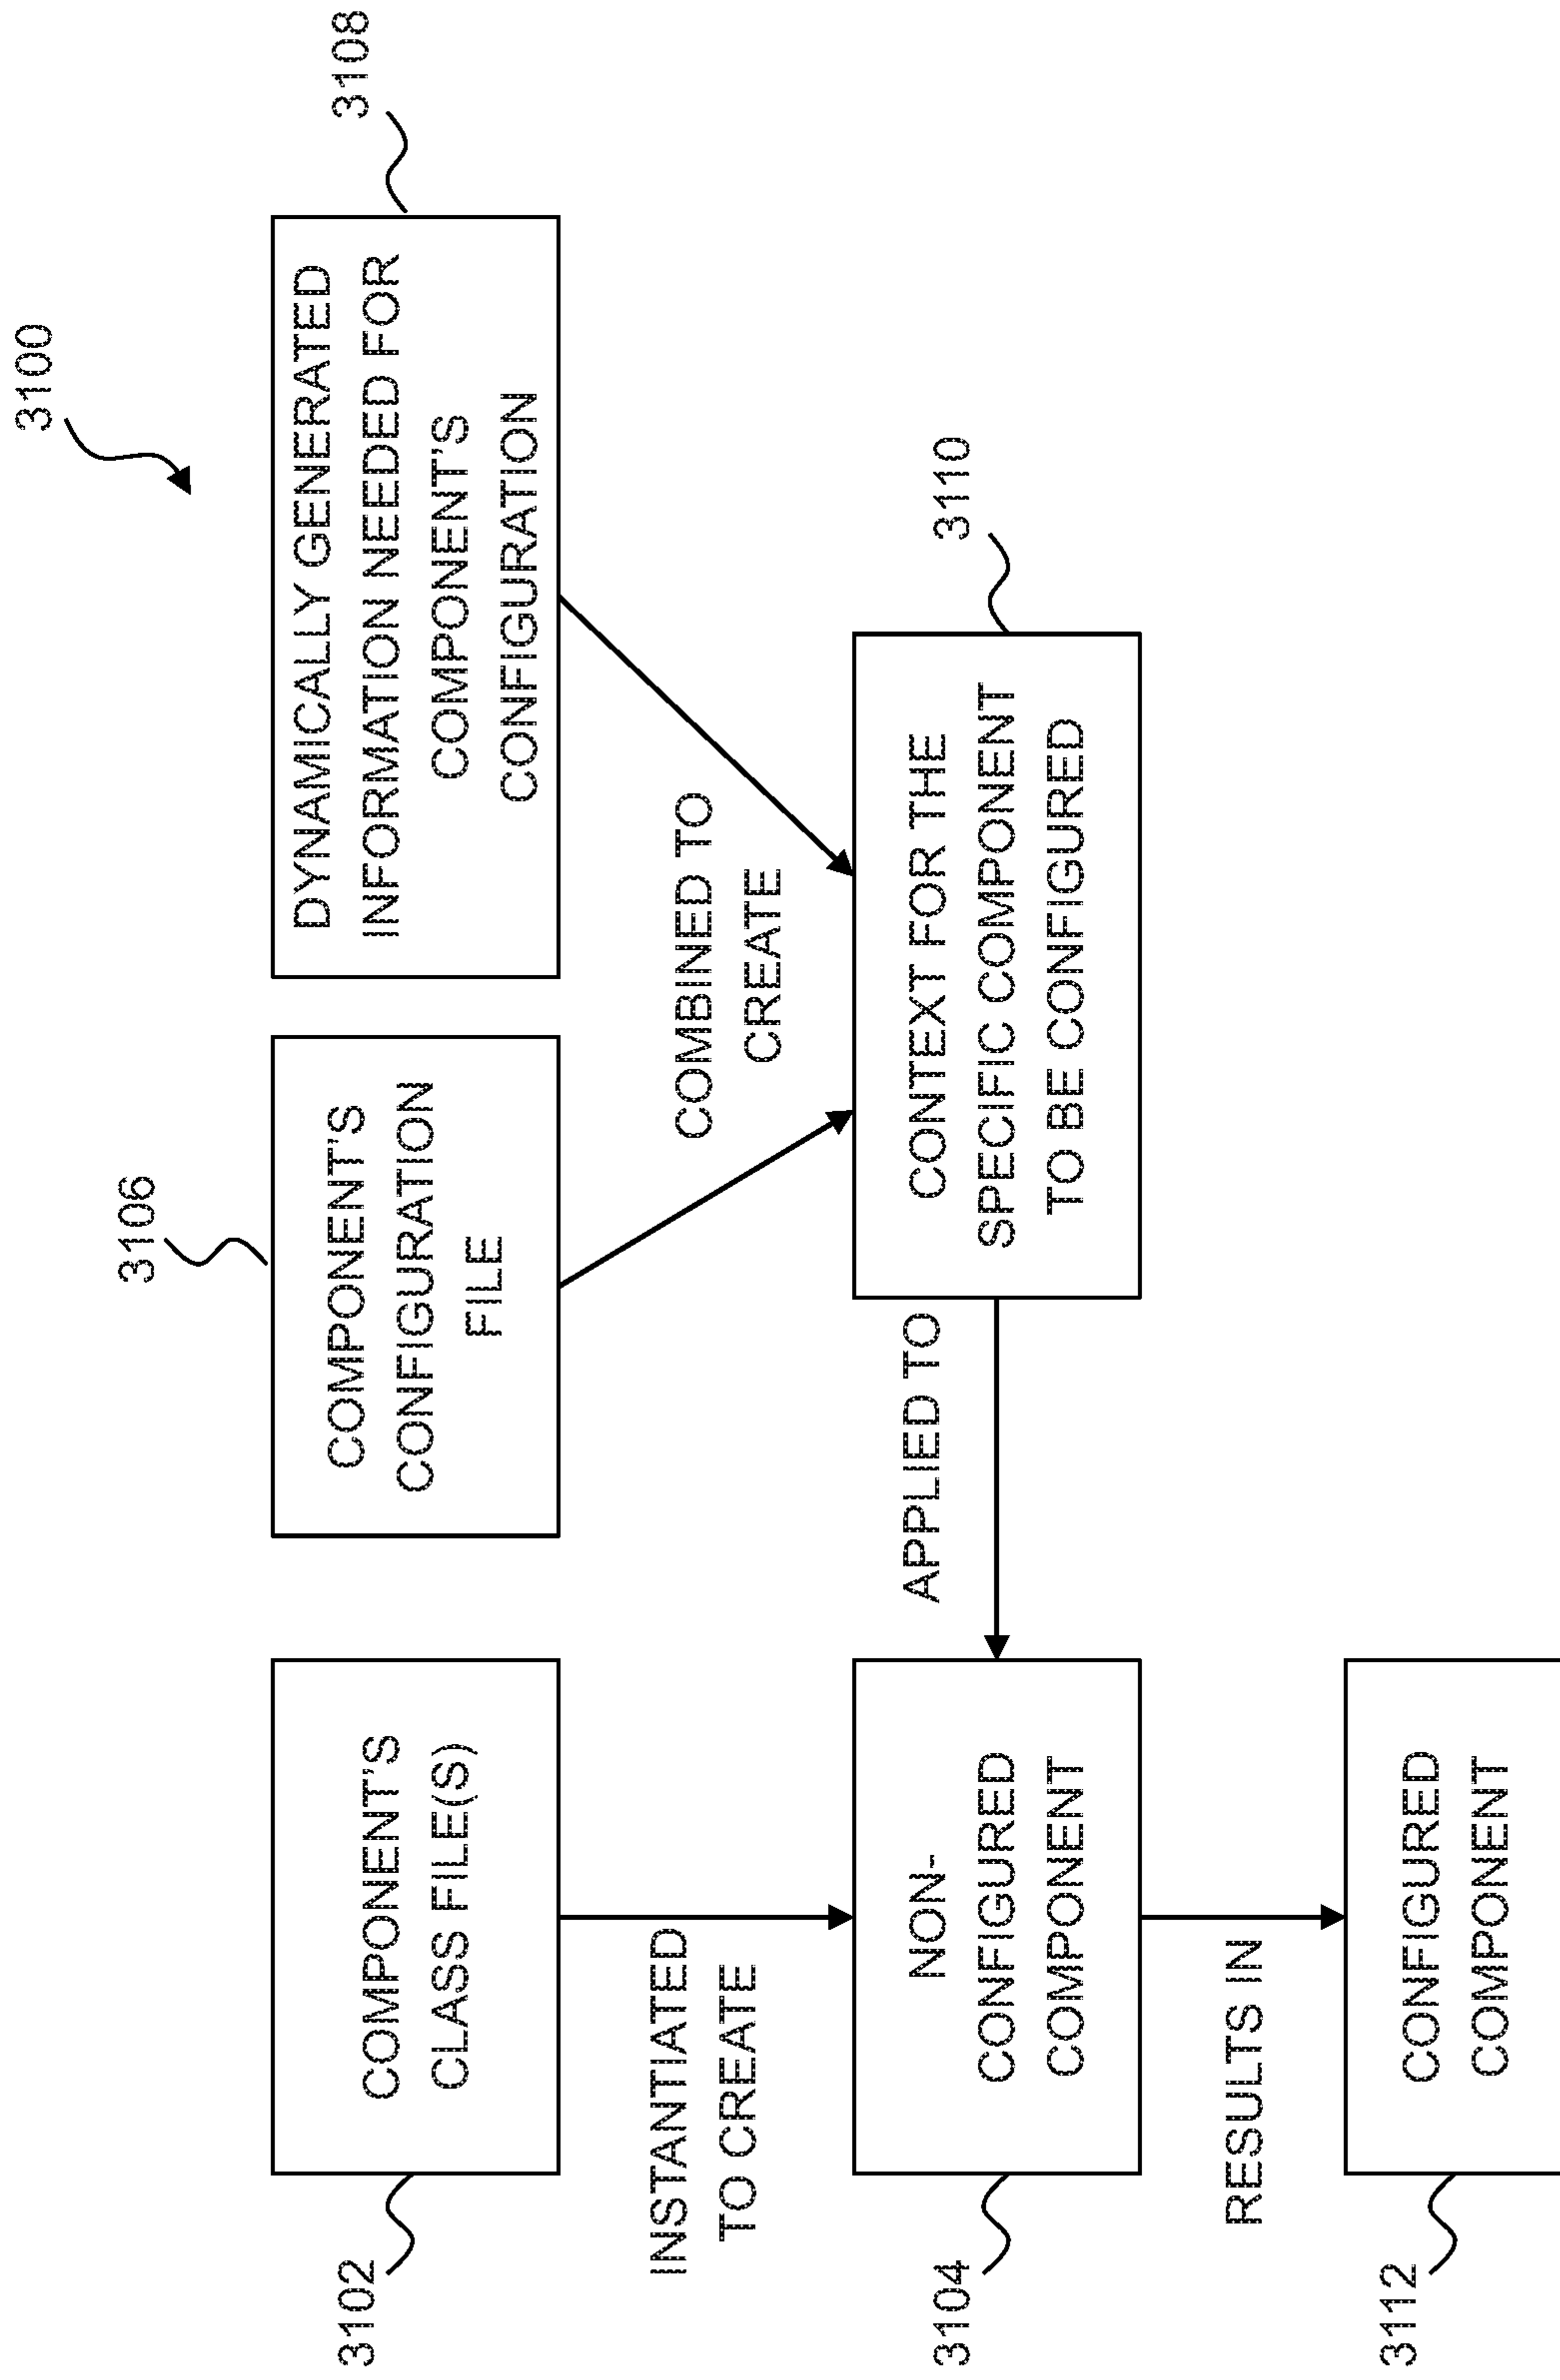 3100
3102
COMPONENT'S
CLASS FILE(S)
3106
COMPONENT'S
CONFIGURATION
FILE
3108
DYNAMICALLY GENERATED
INFORMATION NEEDED FOR
COMPONENT'S
CONFIGURATION
INSTANTIATED
TO CREATE
COMBINED TO
CREATE
3104
NON-
CONFIGURED
COMPONENT
APPLIED TO
3110
CONTEXT FOR THE
SPECIFIC COMPONENT
TO BE CONFIGURED
RESULTS IN
3112
CONFIGURED
COMPONENT